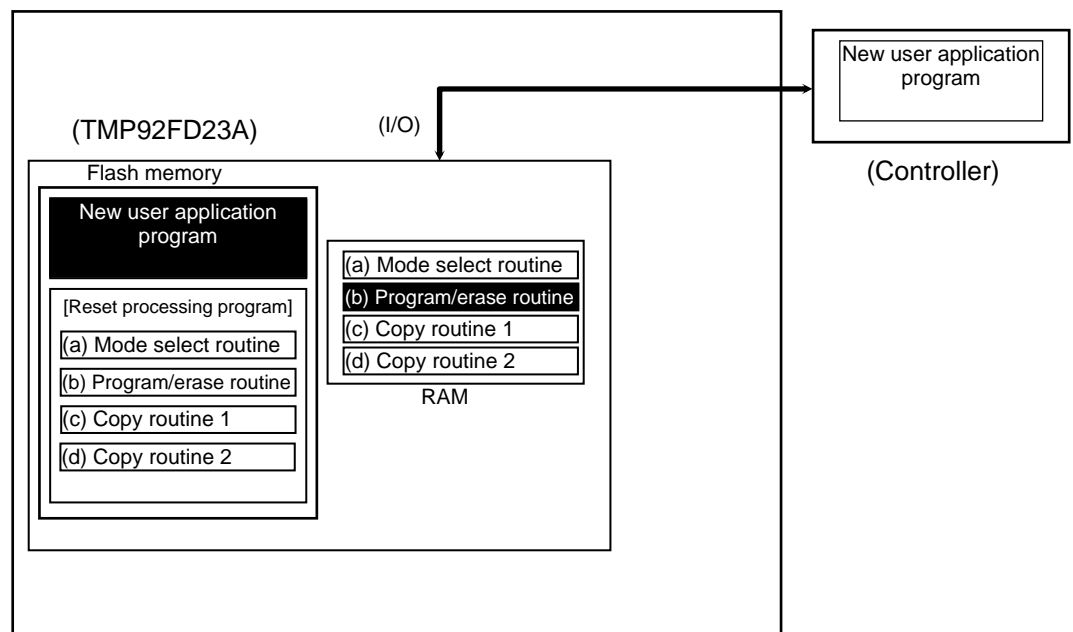 New user application
program
(Controller)
(I/O)
(TMP92FD23A)
Flash memory
New user application
program
[Reset processing program]
(a) Mode select routine
(b) Program/erase routine
(c) Copy routine 1
(d) Copy routine 2
(a) Mode select routine
(b) Program/erase routine
(c) Copy routine 1
(d) Copy routine 2
RAM